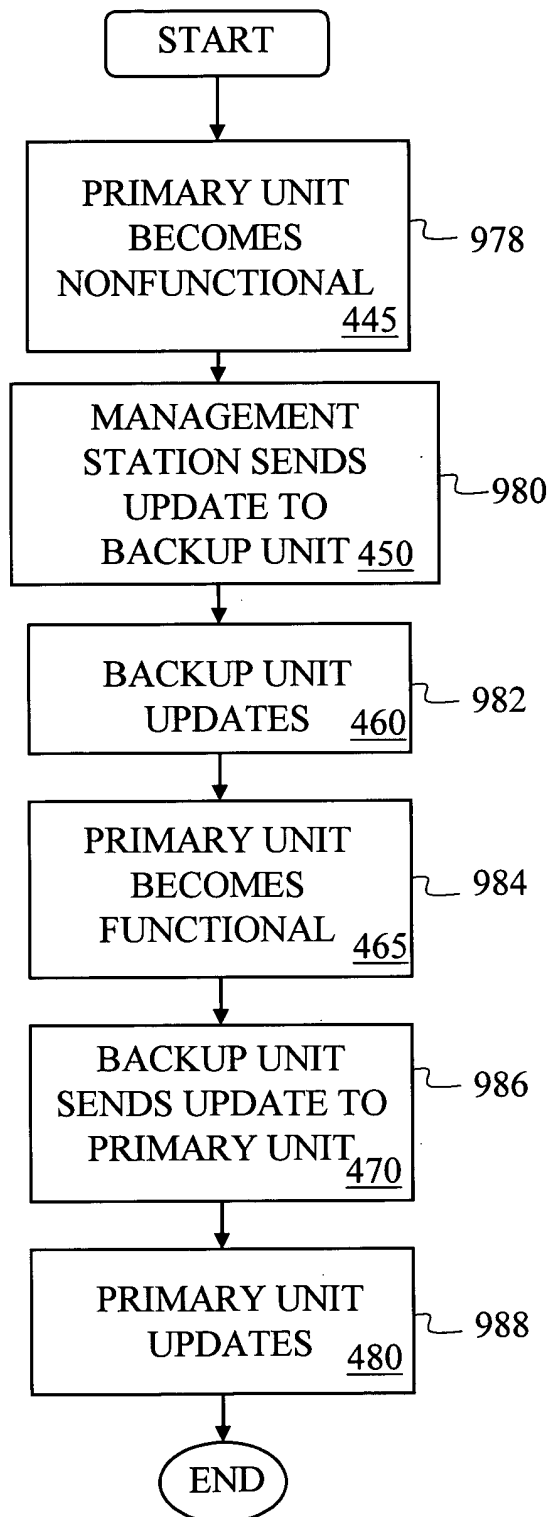 START
PRIMARY UNIT
BECOMES
NONFUNCTIONAL
445
978
MANAGEMENT
STATION SENDS
UPDATE TO
BACKUP UNIT 450
980
BACKUP UNIT
UPDATES 460
982
PRIMARY UNIT
BECOMES
FUNCTIONAL 465
984
BACKUP UNIT
SENDS UPDATE TO
PRIMARY UNIT 470
986
PRIMARY UNIT
UPDATES 480
988
END